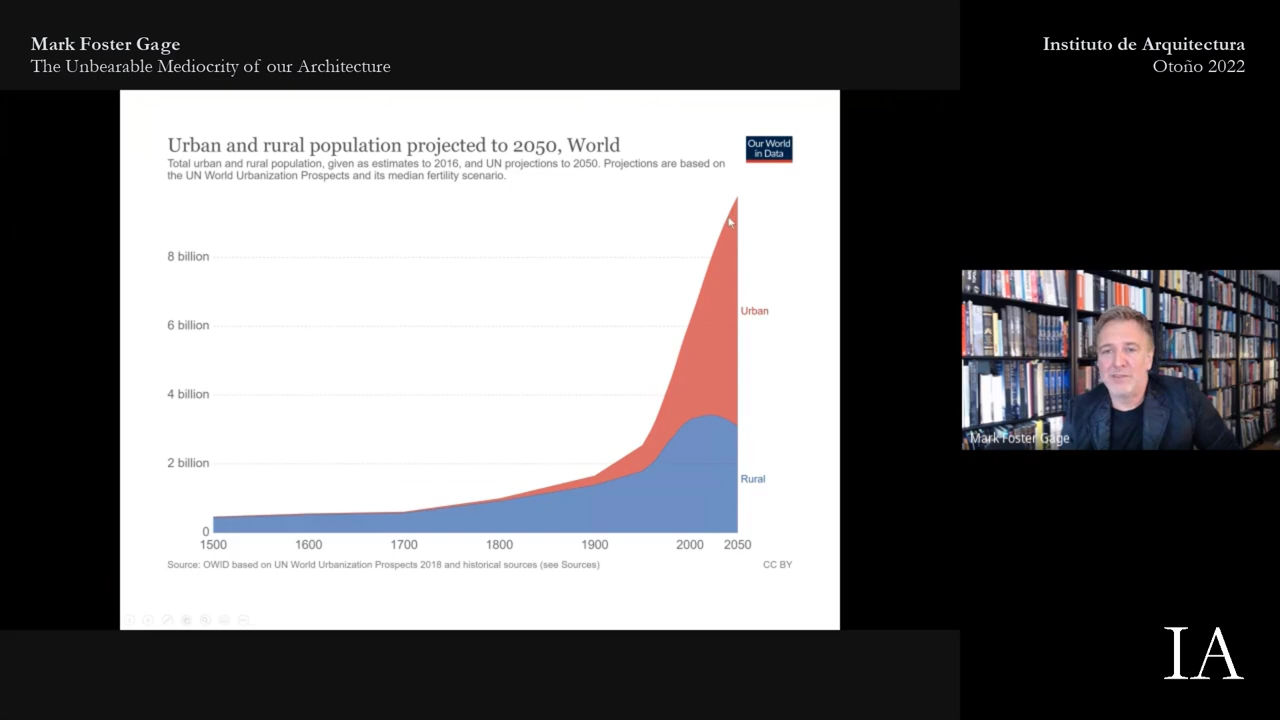 Mark Foster Gage
The Unbearable Mediocrity of our Architecture
Instituto de Arquitectura
Otoño 2022
Urban and rural population projected to 2050, World
Our World
in Data
Total urban and rural population, given as estimates to 2016, and UN projections to 2050. Projections are based on
the UN World Urbanization Prospects and its median fertility scenario.
8 billion
6 billion
4 billion
2 billion
0
Urban
Rural
1500 1600 1700 1800 1900 2000 2050
Source: OWID based on UN World Urbanization Prospects 2018 and historical sources (see Sources)
CC BY
Mark Foster Gage
IA